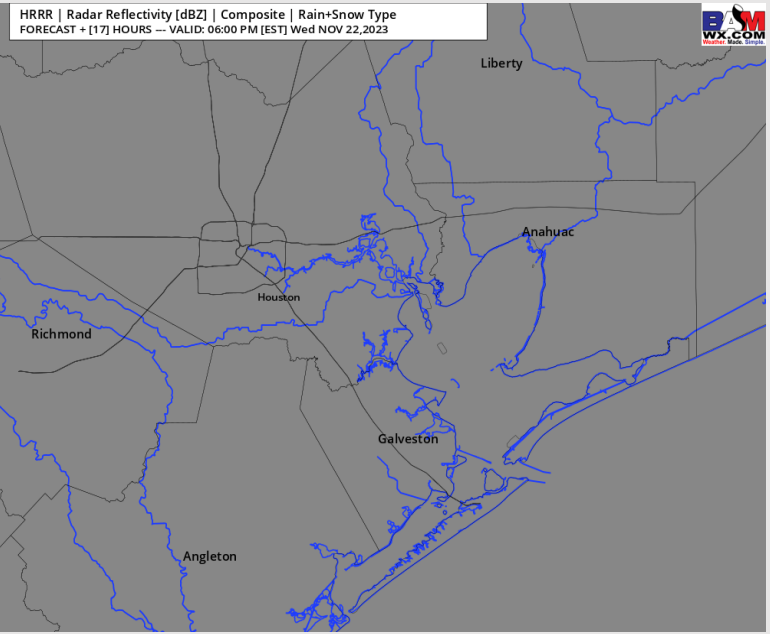 HRRR | Radar Reflectivity [dBZ] | Composite | Rain+Snow Type
FORECAST + [17] HOURS --- VALID: 06:00 PM [EST] Wed NOV 22,2023
BAM
WX.COM
Weather. Made. Simple.
Liberty
Anahuac
Houston
Richmond
Galveston
Angleton